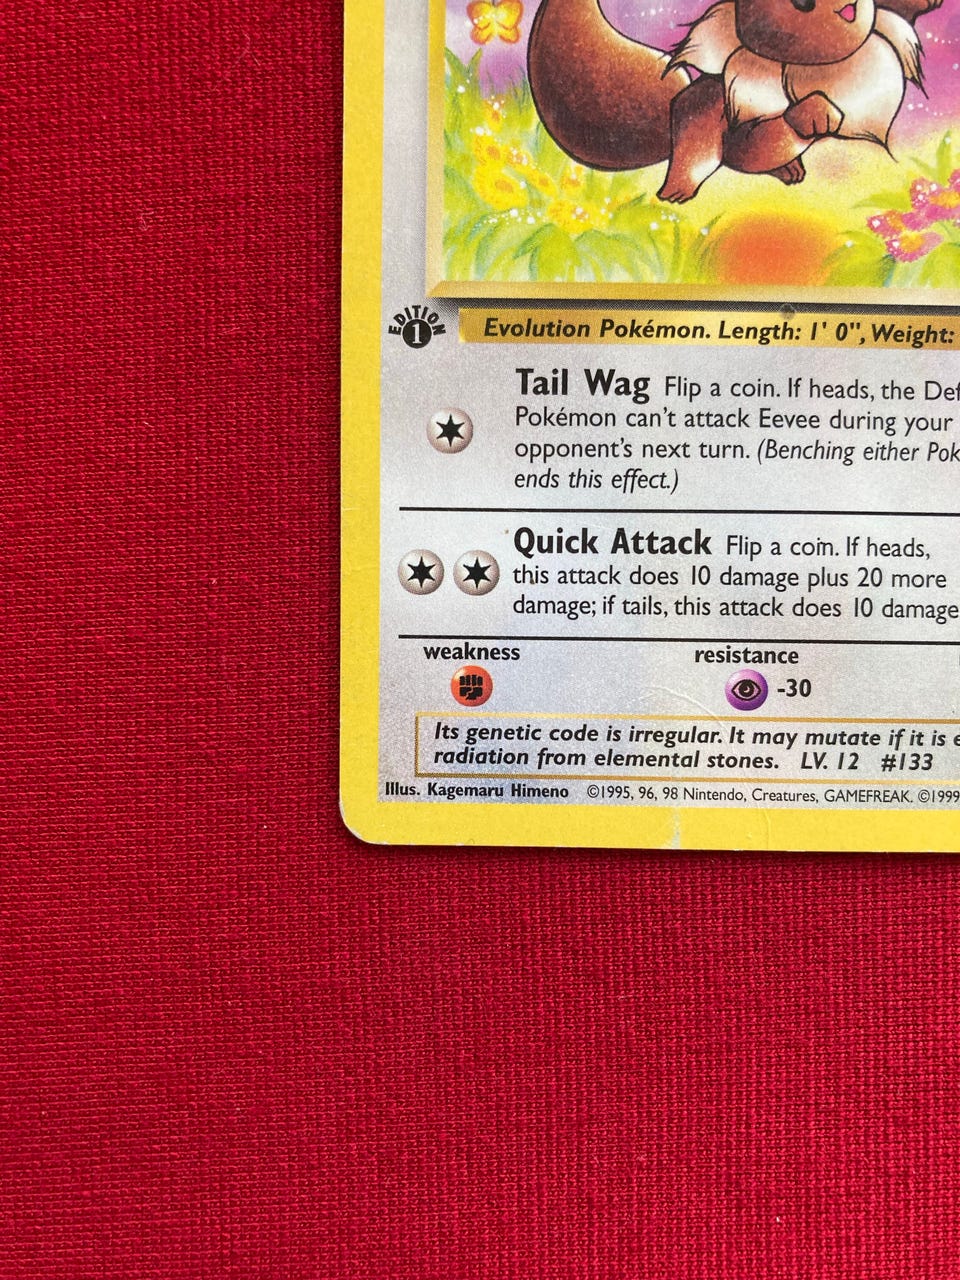 EDITION
1
Evolution Pokémon. Length: 1' 0", Weight:
Tail Wag Flip a coin. If heads, the
Pokémon can't attack Eevee during your
opponent's next turn. (Benching either
ends this effect.)
Quick Attack Flip a coin. If heads,
this attack does 10 damage plus 20 more
damage; if tails, this attack does 10 damage
weakness resistance
-30
Its genetic code is irregular. It may mutate if it is
radiation from elemental stones. LV. 12 #133
Illus. Kagemaru Himeno ©1995, 96, 98 Nintendo, Creatures, GAMEFREAK. ©1999